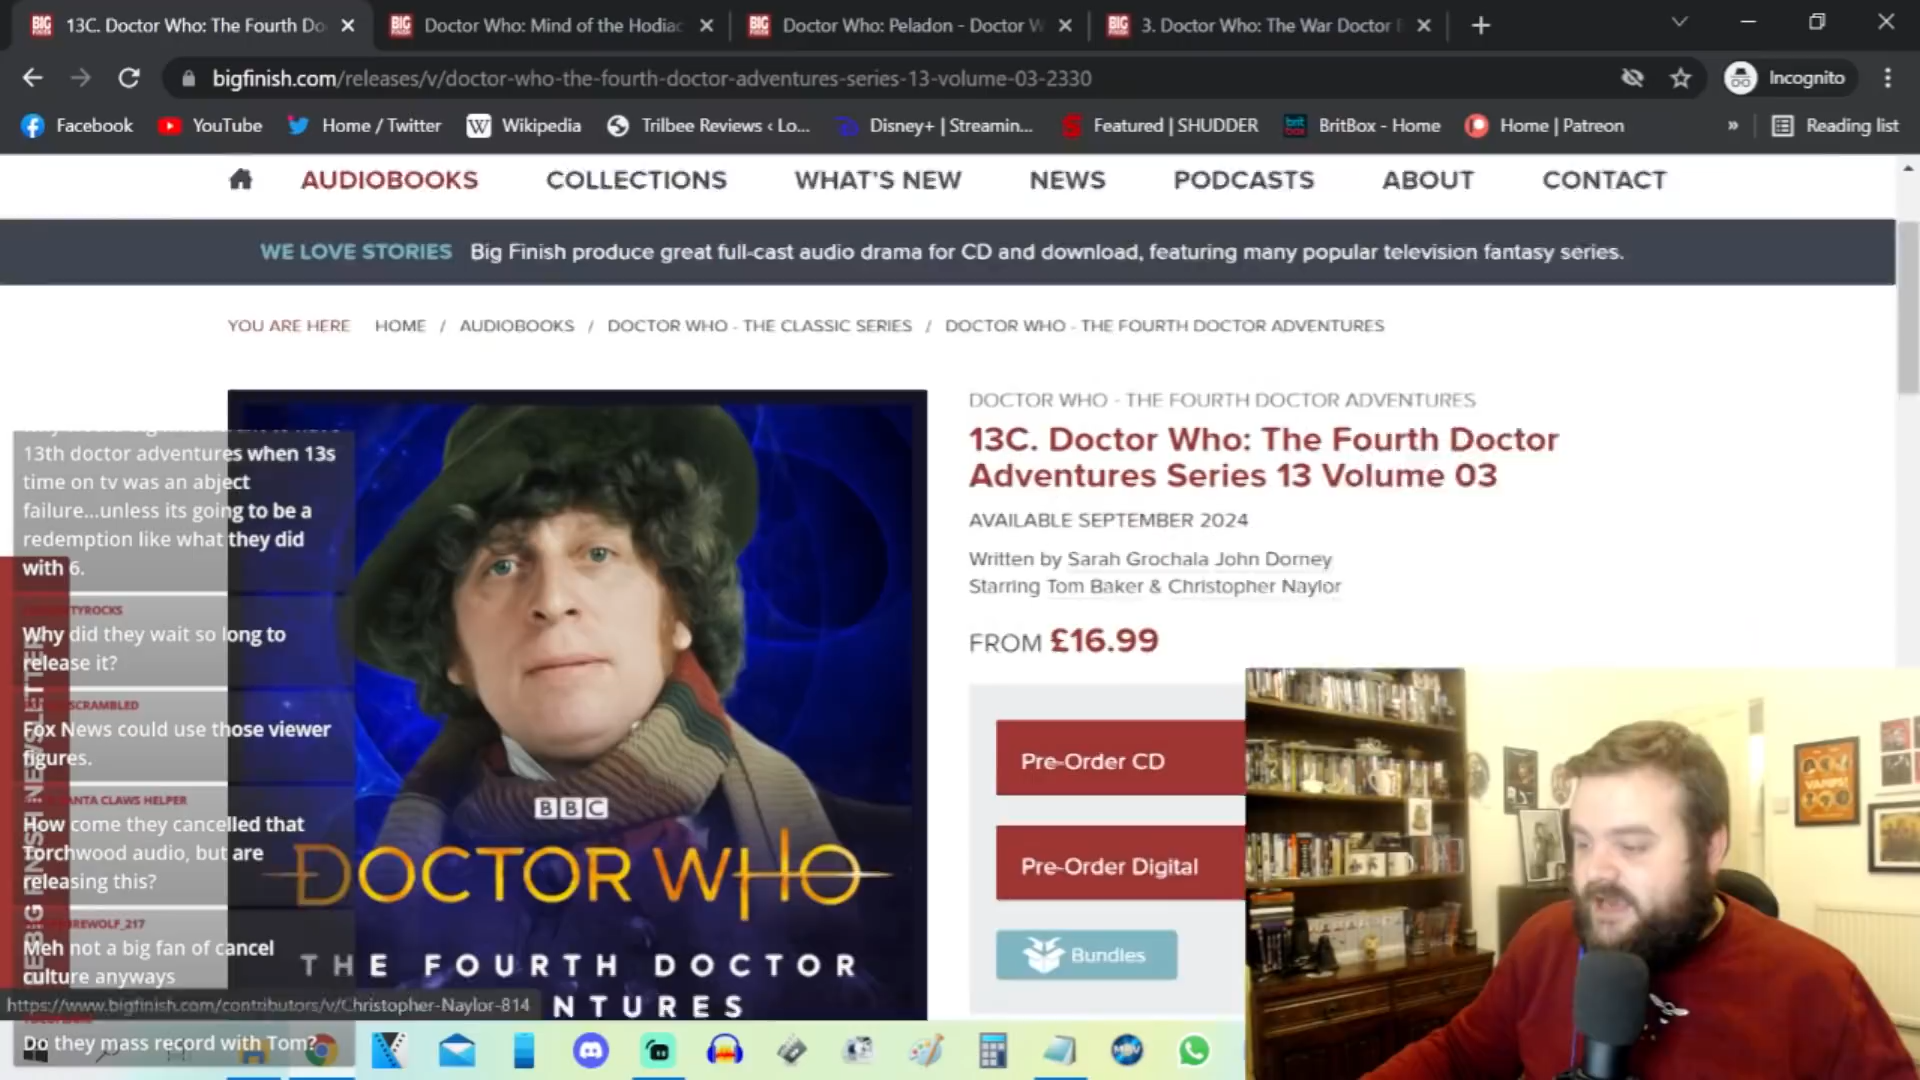 13C. Doctor Who: The Fourth Do
Doctor Who: Mind of the Hodiac
Doctor Who: Peladon - Doctor W
3. Doctor Who: The War Doctor
bigfinish.com/releases/v/doctor-who-the-fourth-doctor-adventures-series-13-volume-03-2330
Incognito
Facebook
YouTube
Home / Twitter
Wikipedia
Trilbee Reviews ‹ Lo...
Disney+ | Streamin...
Featured | SHUDDER
BritBox - Home
Home | Patreon
»
Reading list
AUDIOBOOKS
COLLECTIONS
WHAT'S NEW
NEWS
PODCASTS
ABOUT
CONTACT
WE LOVE STORIES Big Finish produce great full-cast audio drama for CD and download, featuring many popular television fantasy series.
YOU ARE HERE HOME / AUDIOBOOKS / DOCTOR WHO - THE CLASSIC SERIES / DOCTOR WHO - THE FOURTH DOCTOR ADVENTURES
DOCTOR WHO - THE FOURTH DOCTOR ADVENTURES
13C. Doctor Who: The Fourth Doctor
Adventures Series 13 Volume 03
AVAILABLE SEPTEMBER 2024
Written by Sarah Grochala John Dorney
Starring Tom Baker & Christopher Naylor
FROM £16.99
Pre-Order CD
Pre-Order Digital
Bundles
BBC
DOCTOR WHO
THE FOURTH DOCTOR
NTURES
13th doctor adventures when 13s
time on tv was an abject
failure...unless its going to be a
redemption like what they did
with 6.
TYROCKS
Why did they wait so long to
release it?
SCRAMBLED
Fox News could use those viewer
figures.
ANTA CLAWS HELPER
How come they cancelled that
Torchwood audio, but are
releasing this?
REWOLF_217
Meh not a big fan of cancel
culture anyways
Do they mass record with Tom?
BIG FINISH NEWSLETTER
https://www.bigfinish.com/contributors/v/Christopher-Naylor-814
VAMPS!